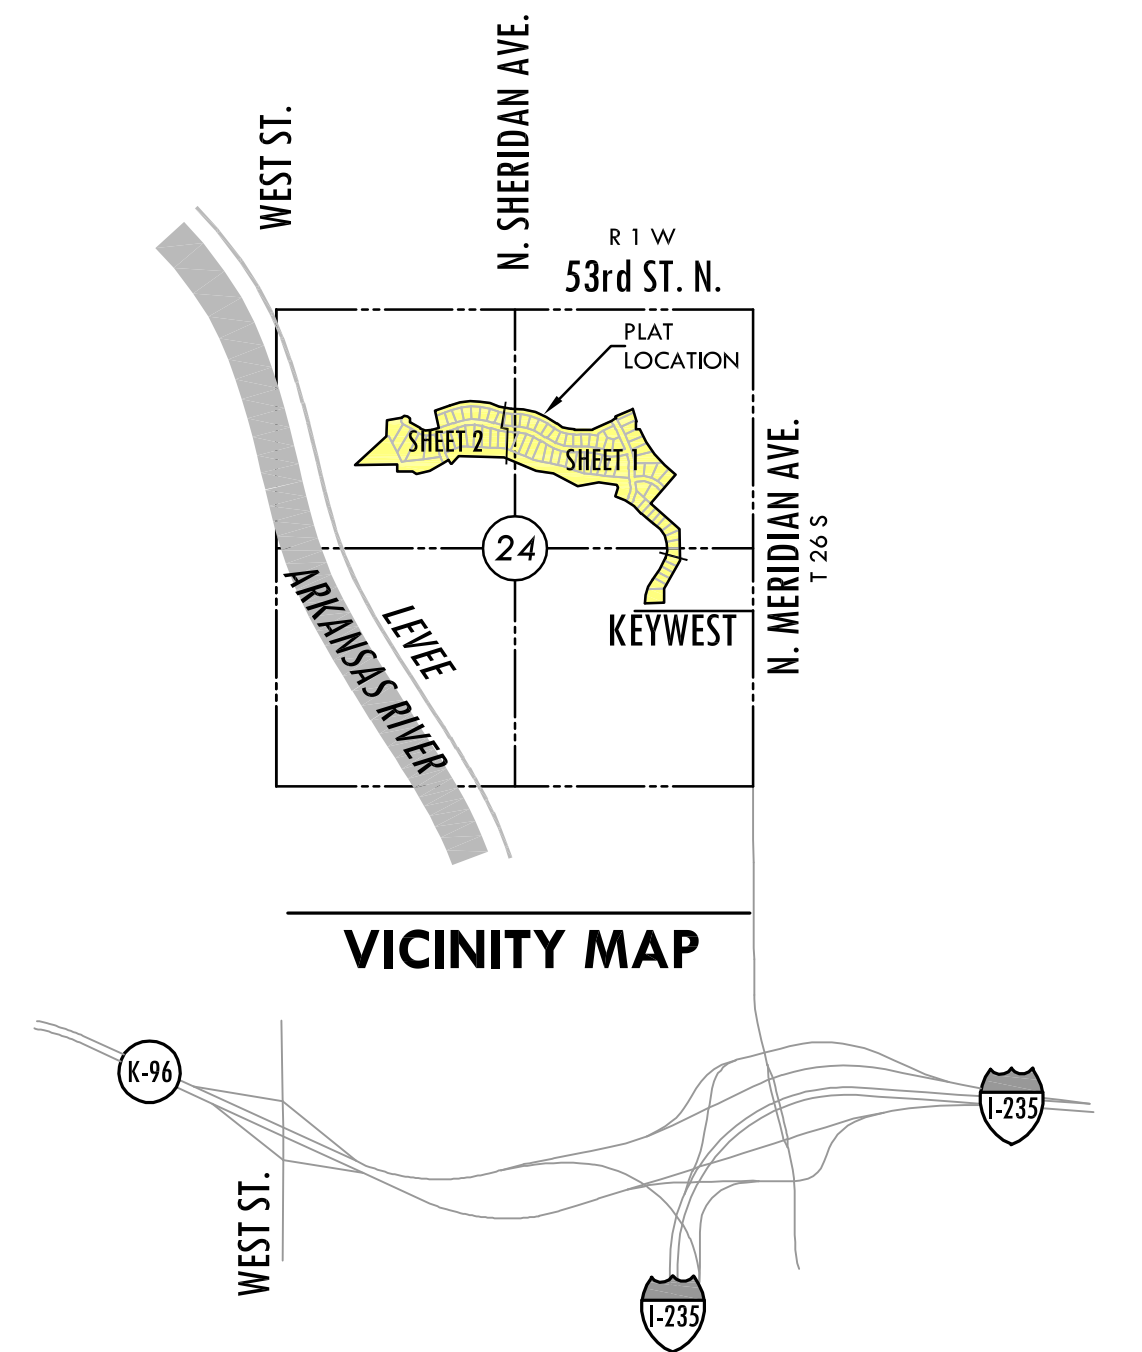 N. SHERIDAN AVE.
WEST ST.
R 1 W
53rd ST. N.
PLAT
LOCATION
SHEET 2
SHEET 1
24
N. MERIDIAN AVE.
T 26 S
KEYWEST
LEVEE
ARKANSAS RIVER
VICINITY MAP
K-96
I-235
WEST ST.
I-235